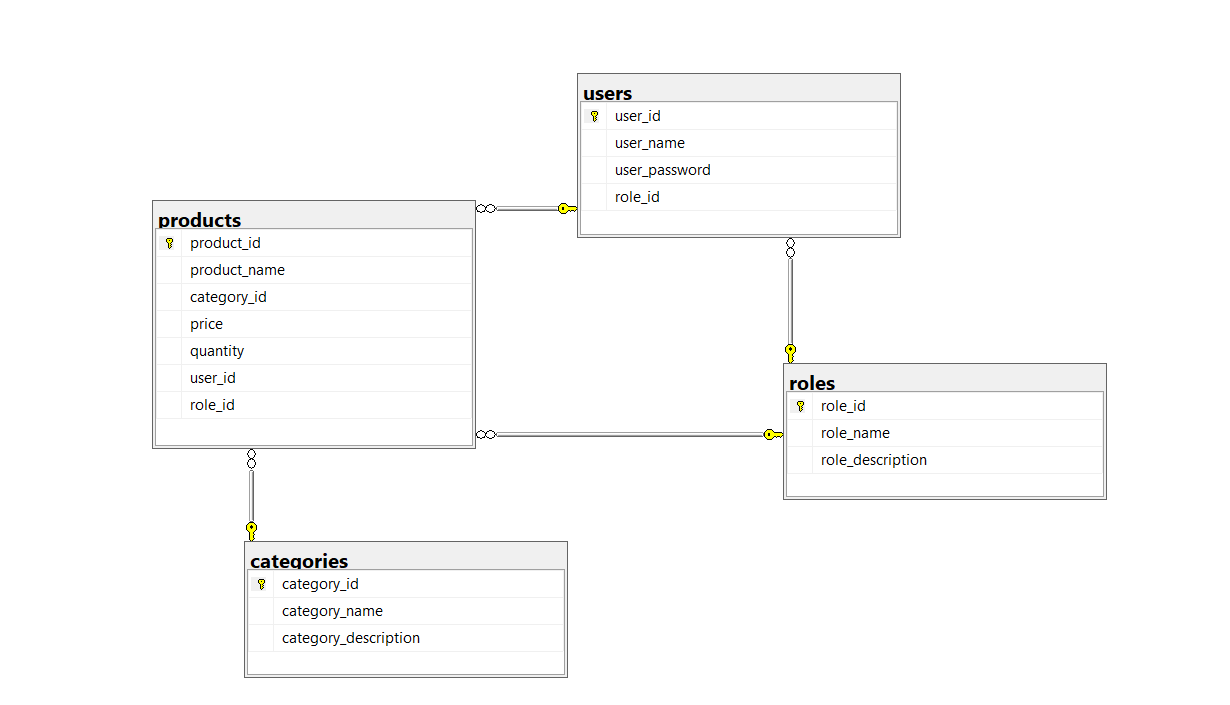 users
user_id
user_name
user_password
role_id
products
product_id
product_name
category_id
price
quantity
user_id
role_id
roles
role_id
role_name
role_description
categories
category_id
category_name
category_description